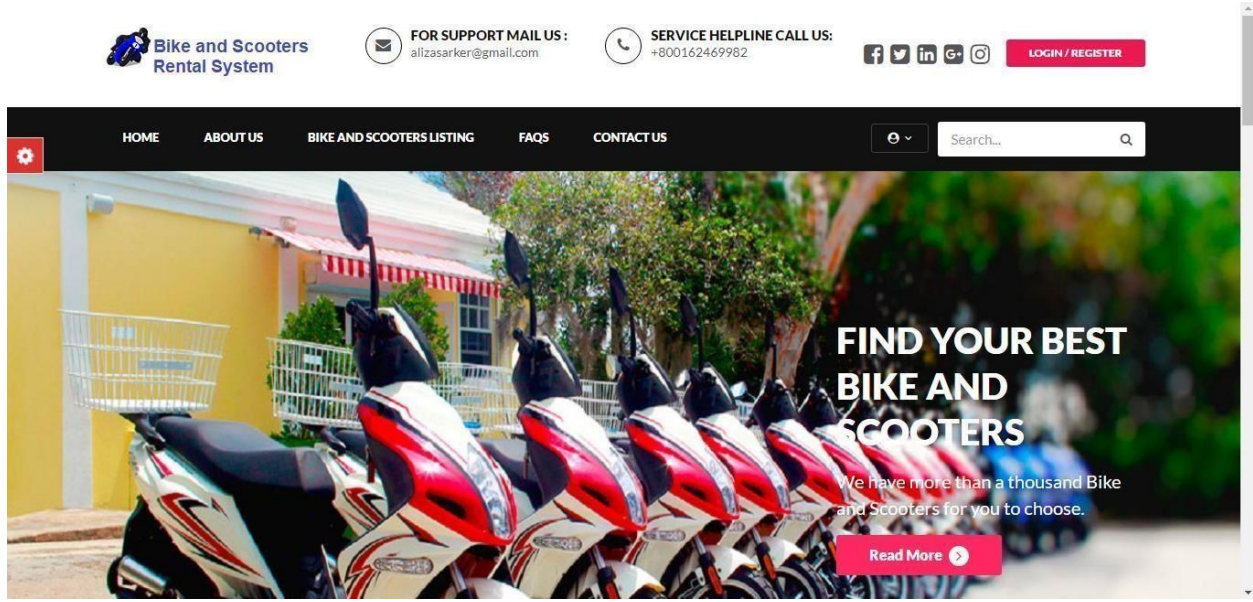 Bike and Scooters
Rental System
FOR SUPPORT MAIL US :
alizasarker@gmail.com
SERVICE HELPLINE CALL US:
+800162469982
LOGIN / REGISTER
HOME
ABOUT US
BIKE AND SCOOTERS LISTING
FAQS
CONTACT US
Search...
FIND YOUR BEST
BIKE AND
SCOOTERS
We have more than a thousand Bike
and Scooters for you to choose.
Read More